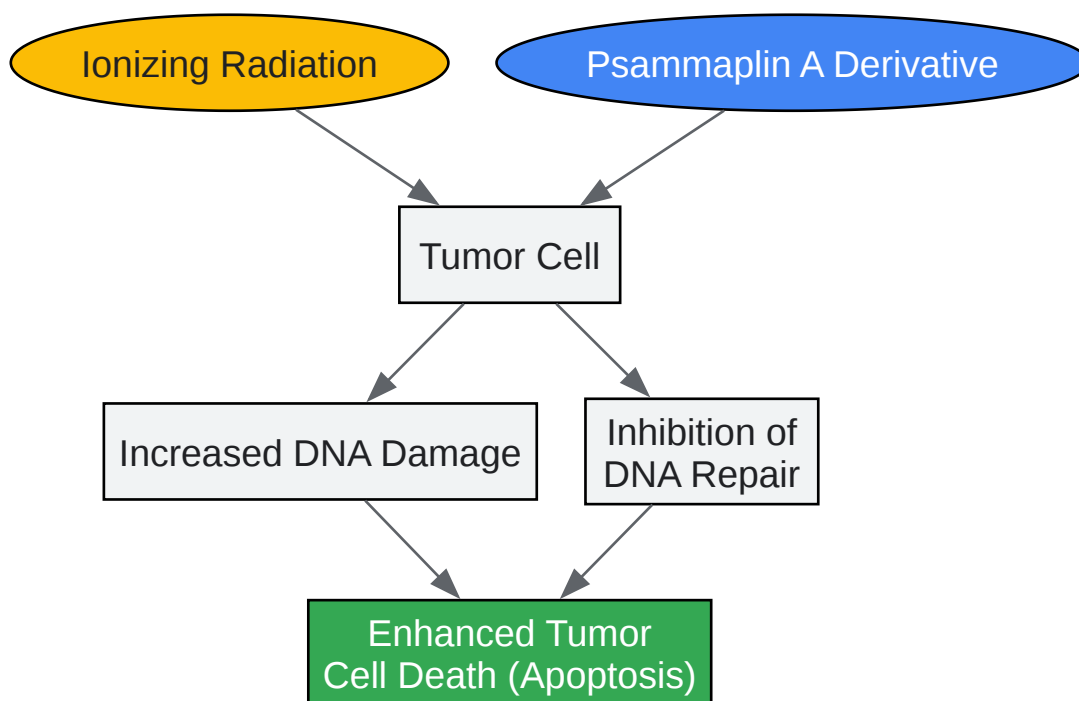 Ionizing Radiation
Psammaplin A Derivative
Tumor Cell
Increased DNA Damage
Inhibition of
DNA Repair
Enhanced Tumor
Cell Death (Apoptosis)